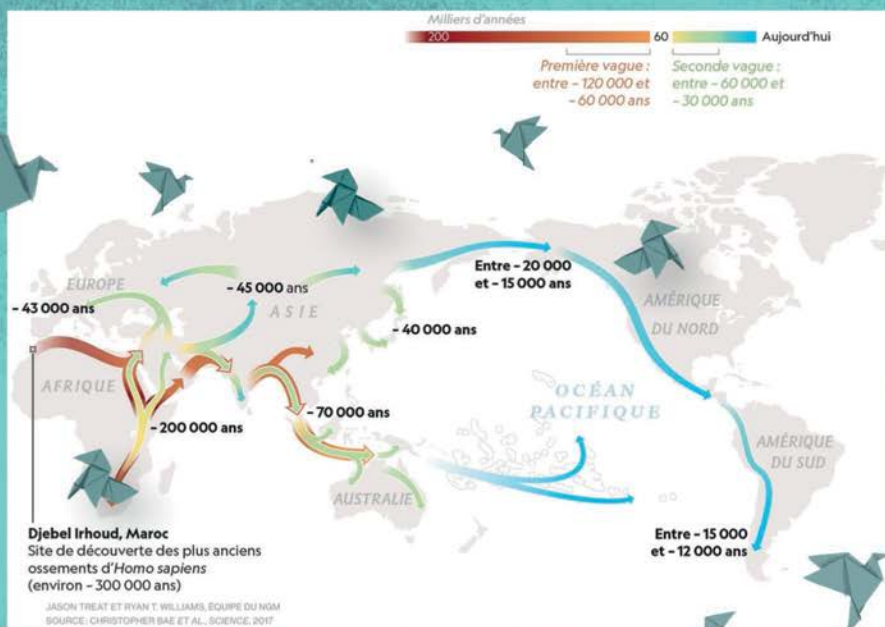 Milliers d'années
200
60
Aujourd'hui
Première vague :
entre – 120 000 et
– 60 000 ans
Seconde vague :
entre – 60 000 et
– 30 000 ans
EUROPE
– 43 000 ans
– 45 000 ans
ASIE
Entre – 20 000
et – 15 000 ans
AMÉRIQUE
DU NORD
– 40 000 ans
AFRIQUE
– 200 000 ans
– 70 000 ans
OCÉAN
PACIFIQUE
AMÉRIQUE
DU SUD
AUSTRALIE
Djebel Irhoud, Maroc
Site de découverte des plus anciens
ossements d'Homo sapiens
(environ – 300 000 ans)
Entre – 15 000
et – 12 000 ans
JASON TREAT ET RYAN T. WILLIAMS, ÉQUIPE DU NGM
SOURCE: CHRISTOPHER BAE ET AL., SCIENCE, 2017